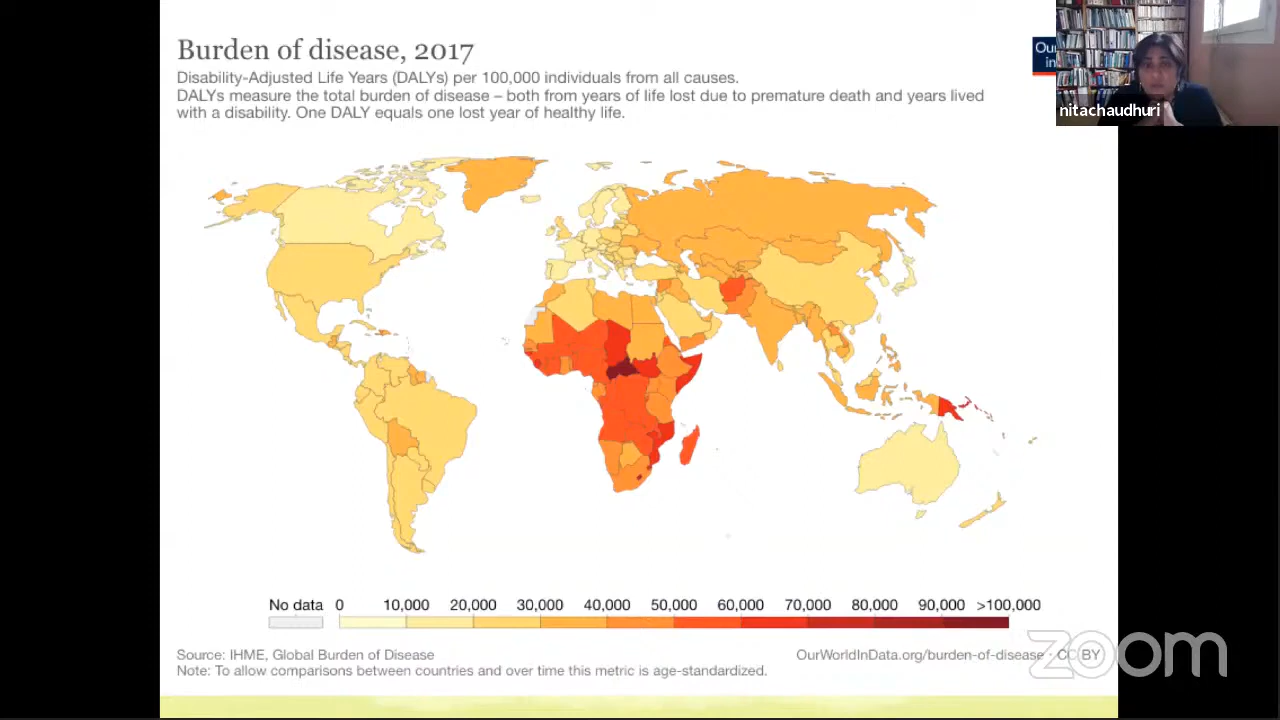 Burden of disease, 2017
Disability-Adjusted Life Years (DALYs) per 100,000 individuals from all causes.
DALYs measure the total burden of disease – both from years of life lost due to premature death and years lived
with a disability. One DALY equals one lost year of healthy life.
Ou
in
nitachaudhuri
No data 0 10,000 20,000 30,000 40,000 50,000 60,000 70,000 80,000 90,000 >100,000
Source: IHME, Global Burden of Disease
OurWorldInData.org/burden-of-disease · CC BY
Note: To allow comparisons between countries and over time this metric is age-standardized.
zoom